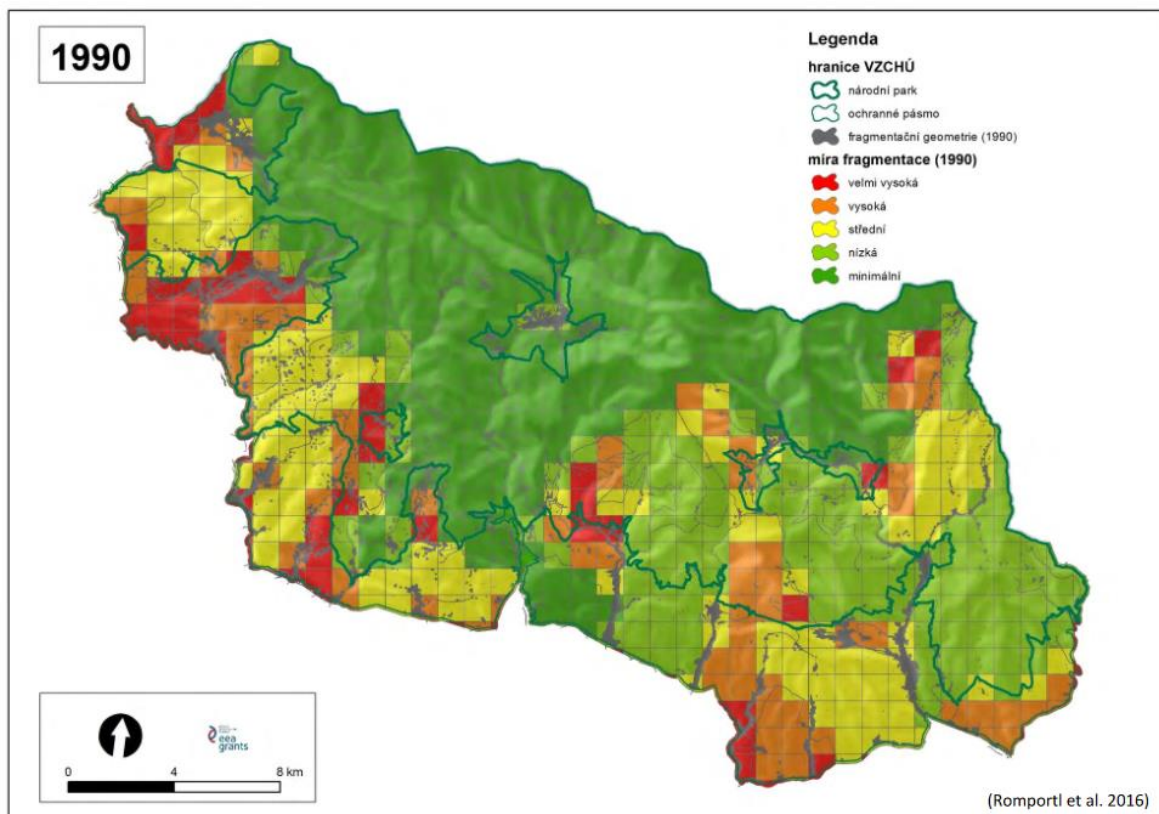 1990
Legenda
hranice VZCHÚ
národní park
ochranné pásmo
fragmentační geometrie (1990)
míra fragmentace (1990)
velmi vysoká
vysoká
střední
nízká
minimální
eea
grants
0 4 8 km
(Romportl et al. 2016)